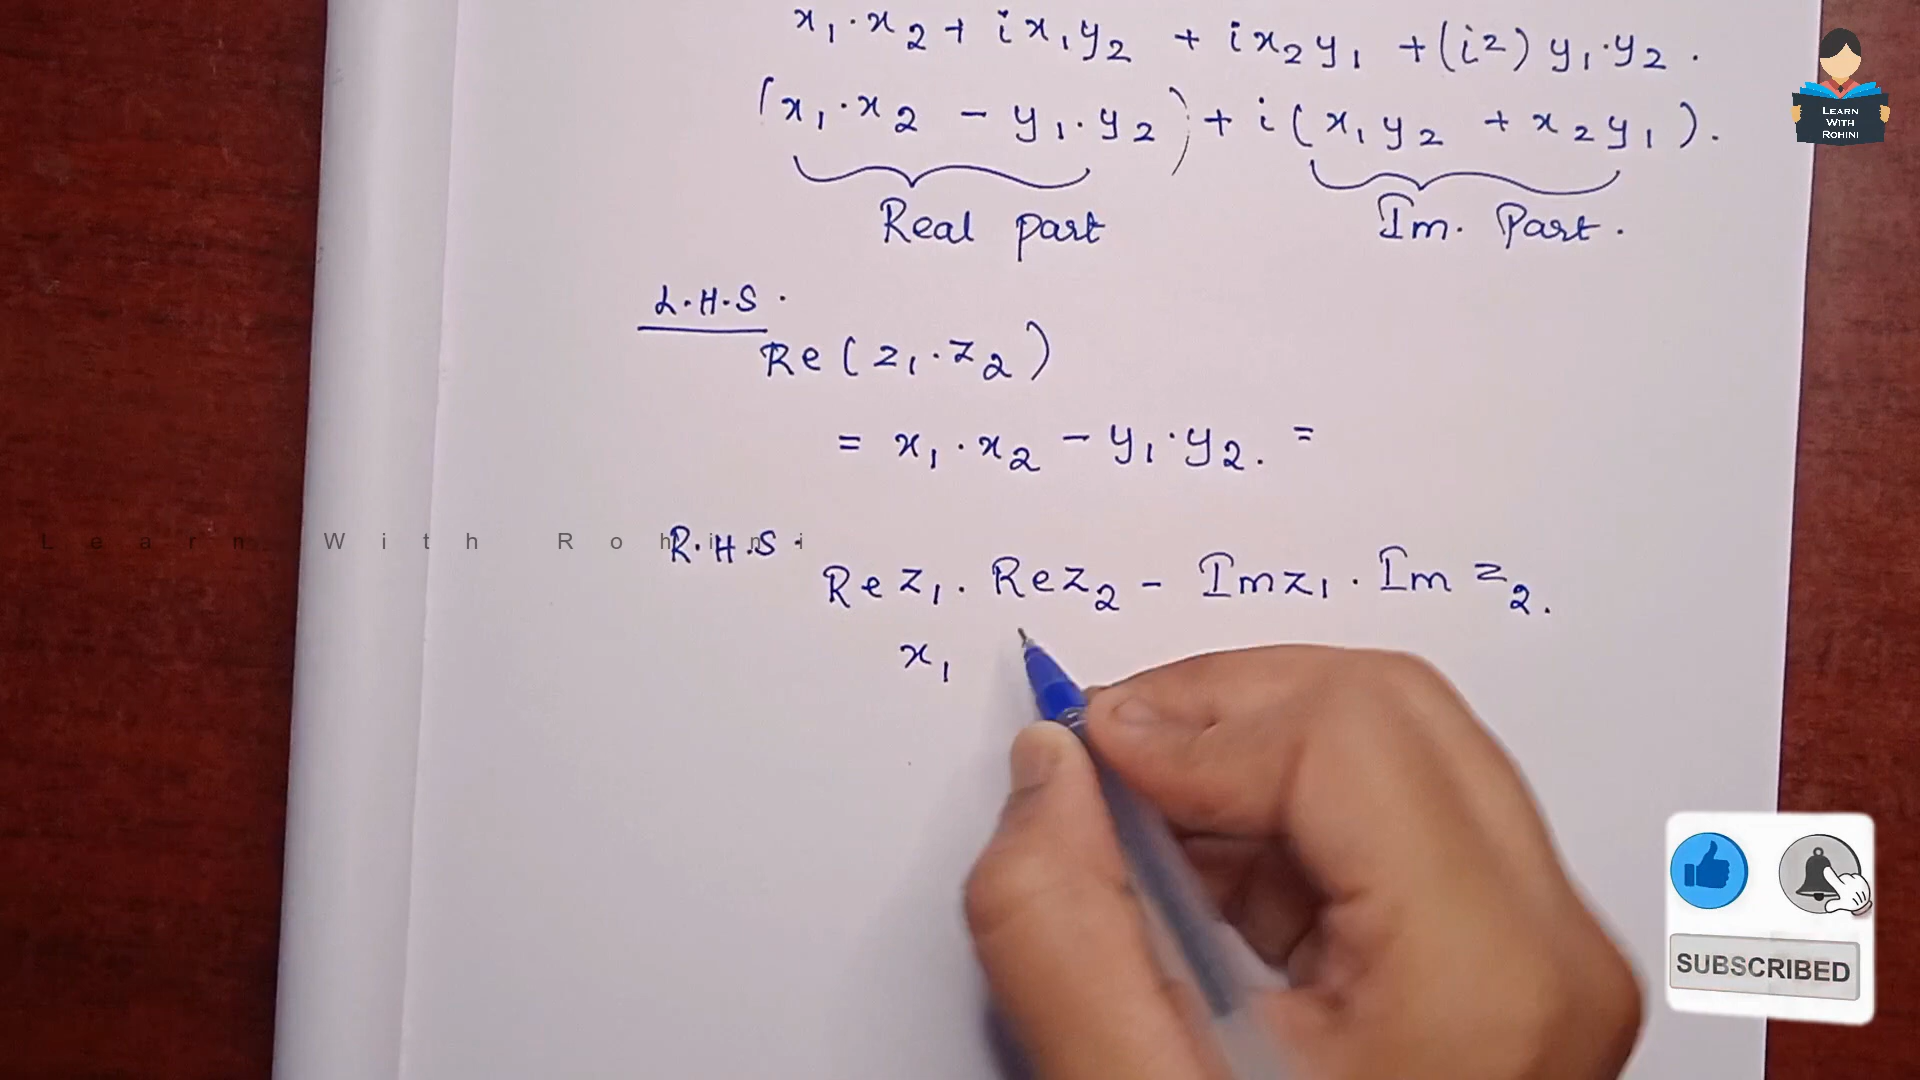 x₁·x₂ + ix₁y₂ + ix₂y₁ + (i²) y₁·y₂.
(x₁·x₂ - y₁·y₂) + i(x₁y₂ + x₂y₁).
Real part Im. Part.
L.H.S.
Re(z₁·z₂)
= x₁·x₂ - y₁·y₂. =
R.H.S.
Re z₁. Re z₂ - Im z₁. Im z₂.
x₁
Learn With Rohini
LEARN
WITH
ROHINI
SUBSCRIBED